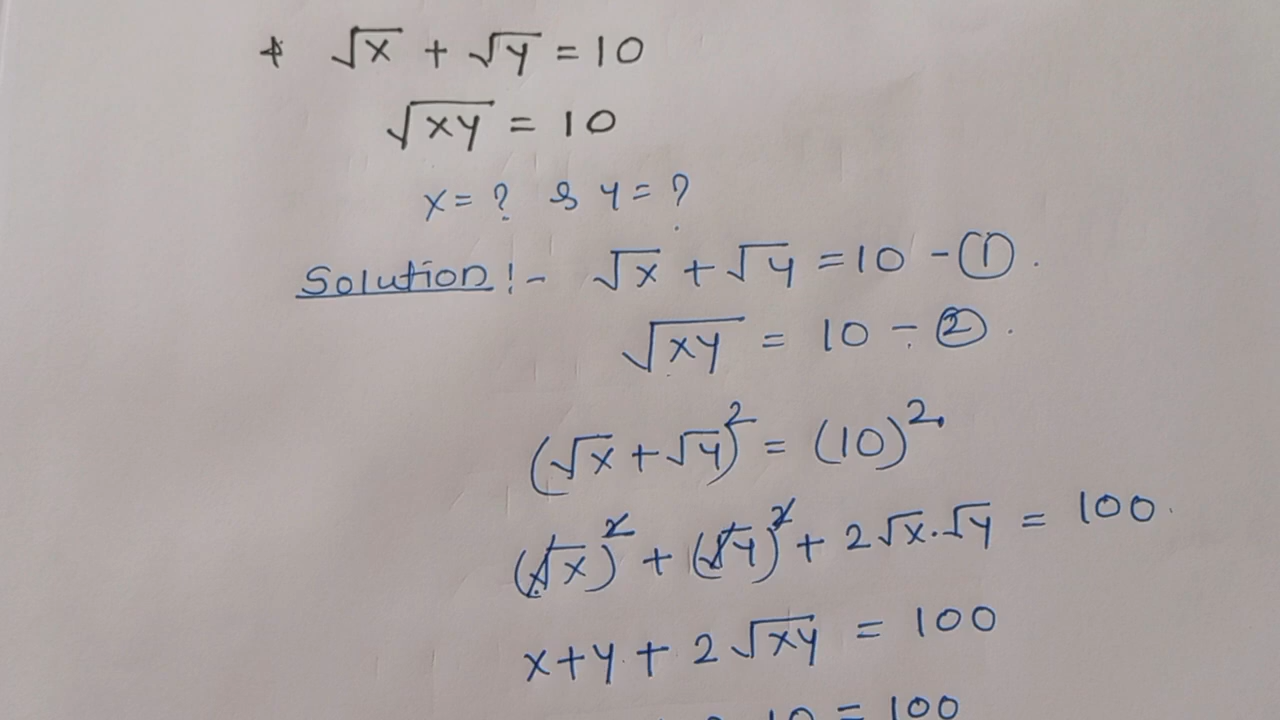 * √x + √y = 10
√xy = 10
x = ? & y = ?
Solution :- √x + √y = 10 - ①.
√xy = 10 - ②.
(√x + √y)² = (10)²
(√x)² + (√y)² + 2√x.√y = 100.
x+y + 2√xy = 100
10 = 100